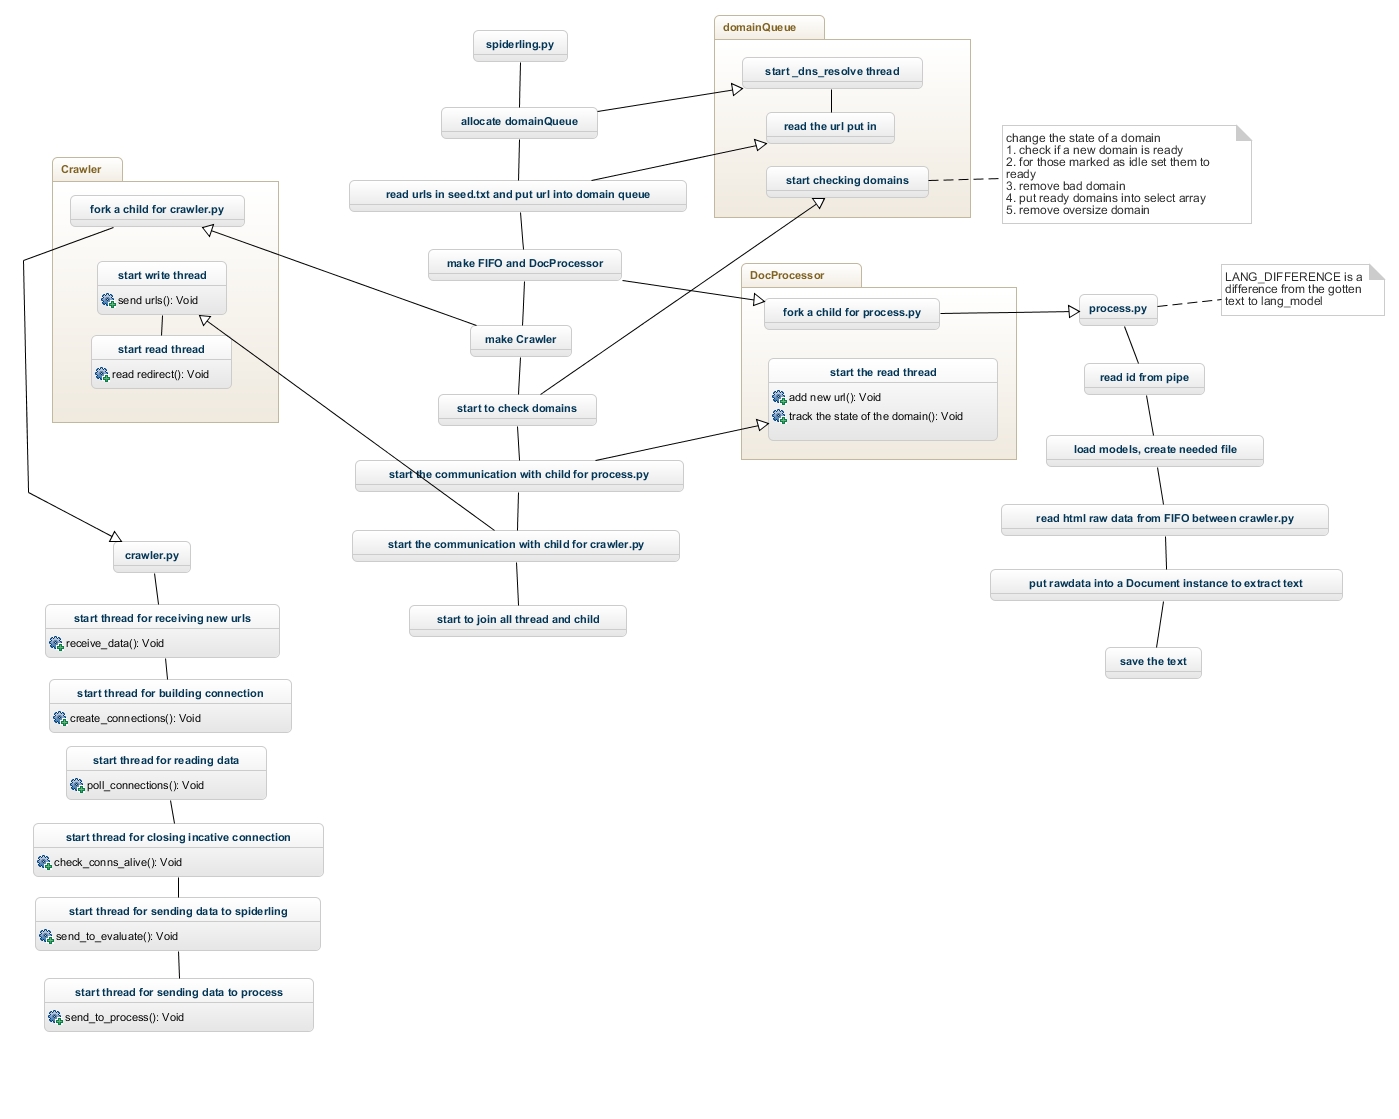 spiderling.py
allocate domainQueue
read urls in seed.txt and put url into domain queue
make FIFO and DocProcessor
make Crawler
start to check domains
start the communication with child for process.py
start the communication with child for crawler.py
start to join all thread and child
domainQueue
start _dns_resolve thread
read the url put in
start checking domains
change the state of a domain
1. check if a new domain is ready
2. for those marked as idle set them to
ready
3. remove bad domain
4. put ready domains into select array
5. remove oversize domain
Crawler
fork a child for crawler.py
start write thread
send urls(): Void
start read thread
read redirect(): Void
DocProcessor
fork a child for process.py
start the read thread
add new url(): Void
track the state of the domain(): Void
process.py
LANG_DIFFERENCE is a
difference from the gotten
text to lang_model
read id from pipe
load models, create needed file
read html raw data from FIFO between crawler.py
put rawdata into a Document instance to extract text
save the text
crawler.py
start thread for receiving new urls
receive_data(): Void
start thread for building connection
create_connections(): Void
start thread for reading data
poll_connections(): Void
start thread for closing incative connection
check_conns_alive(): Void
start thread for sending data to spiderling
send_to_evaluate(): Void
start thread for sending data to process
send_to_process(): Void